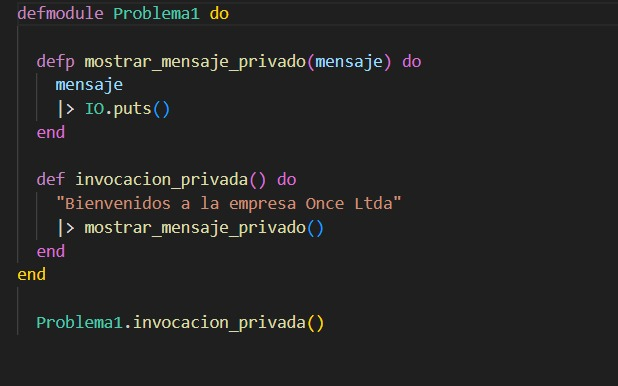 defmodule Problema1 do
defp mostrar_mensaje_privado(mensaje) do
mensaje
|> IO.puts()
end
def invocacion_privada() do
"Bienvenidos a la empresa Once Ltda"
|> mostrar_mensaje_privado()
end
end
Problema1.invocacion_privada()